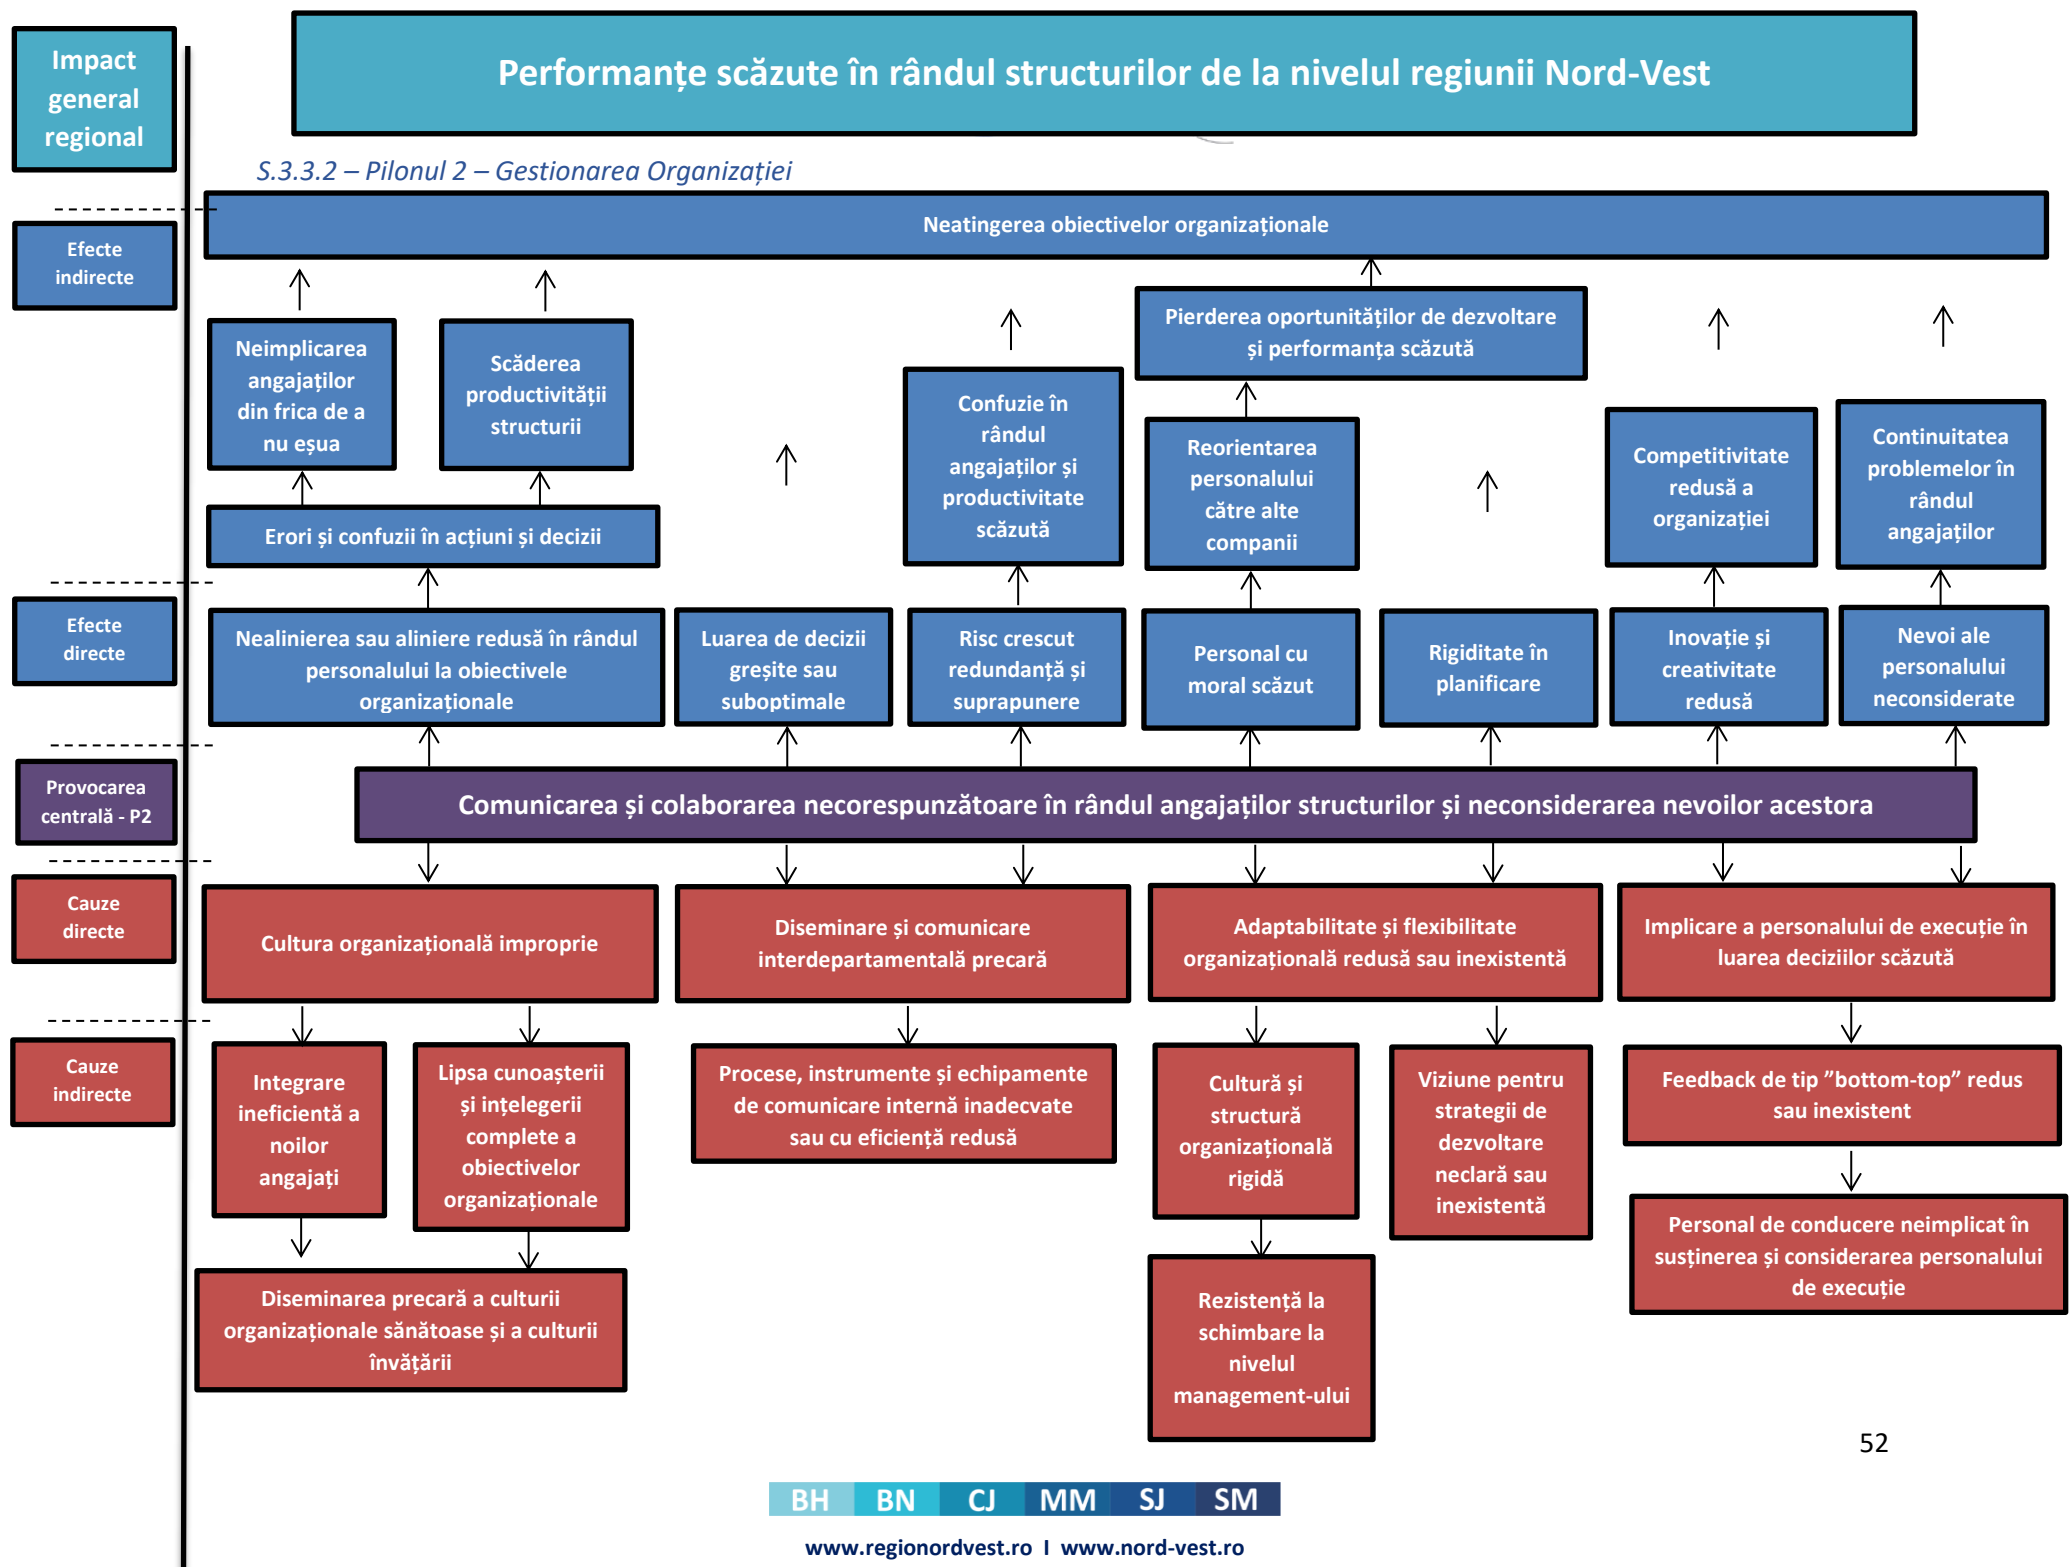 Impact
general
regional
Performanțe scăzute în rândul structurilor de la nivelul regiunii Nord-Vest
S.3.3.2 – Pilonul 2 – Gestionarea Organizației
Efecte
indirecte
Neatingerea obiectivelor organizaționale
Neimplicarea
angajaților
din frica de a
nu eșua
Scăderea
productivității
structurii
Confuzie în
rândul
angajaților și
productivitate
scăzută
Pierderea oportunităților de dezvoltare
și performanța scăzută
Reorientarea
personalului
către alte
companii
Competitivitate
redusă a
organizației
Continuitatea
problemelor în
rândul
angajaților
Erori și confuzii în acțiuni și decizii
Efecte
directe
Nealinierea sau aliniere redusă în rândul
personalului la obiectivele
organizaționale
Luarea de decizii
greșite sau
suboptimale
Risc crescut
redundanță și
suprapunere
Personal cu
moral scăzut
Rigiditate în
planificare
Inovație și
creativitate
redusă
Nevoi ale
personalului
neconsiderate
Provocarea
centrală - P2
Comunicarea și colaborarea necorespunzătoare în rândul angajaților structurilor și neconsiderarea nevoilor acestora
Cauze
directe
Cultura organizațională improprie
Diseminare și comunicare
interdepartamentală precară
Adaptabilitate și flexibilitate
organizațională redusă sau inexistentă
Implicare a personalului de execuție în
luarea deciziilor scăzută
Cauze
indirecte
Integrare
ineficientă a
noilor
angajați
Lipsa cunoașterii
și ințelegerii
complete a
obiectivelor
organizaționale
Procese, instrumente și echipamente
de comunicare internă inadecvate
sau cu eficiență redusă
Cultură și
structură
organizațională
rigidă
Viziune pentru
strategii de
dezvoltare
neclară sau
inexistentă
Feedback de tip ”bottom-top” redus
sau inexistent
Diseminarea precară a culturii
organizaționale sănătoase și a culturii
învățării
Rezistență la
schimbare la
nivelul
management-ului
Personal de conducere neimplicat în
susținerea și considerarea personalului
de execuție
52
BH BN CJ MM SJ SM
www.regionordvest.ro I www.nord-vest.ro